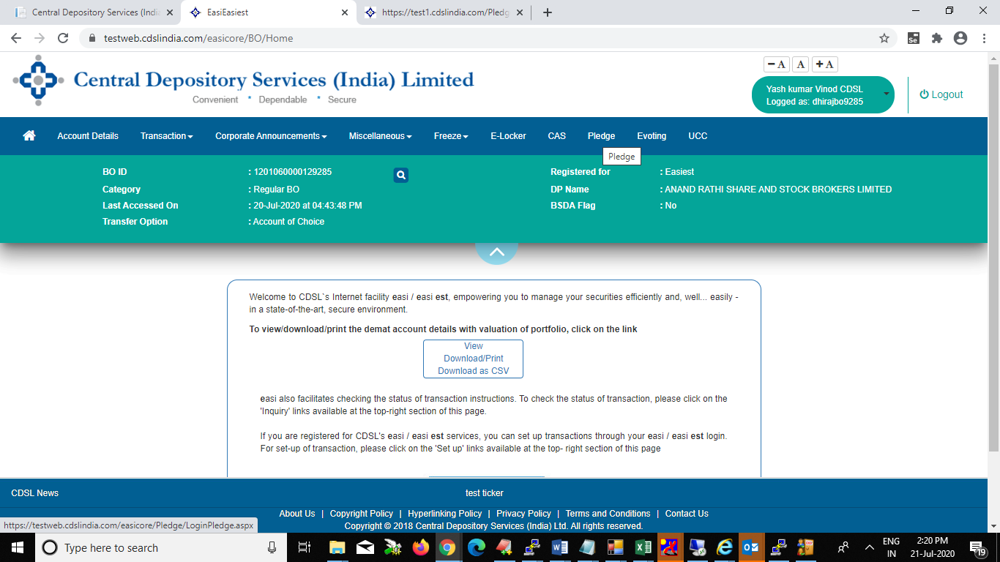 Central Depository Services (Indi
EasiEasiest
https://test1.cdslindia.com/Pledg
testweb.cdslindia.com/easicore/BO/Home
Se
Central Depository Services (India) Limited
Convenient * Dependable * Secure
A A A
Yash kumar Vinod CDSL
Logged as: dhirajbo9285
Logout
Account Details Transaction Corporate Announcements Miscellaneous Freeze E-Locker CAS Pledge Evoting UCC
Pledge
BO ID : 1201060000129285 Registered for : Easiest
Category : Regular BO DP Name : ANAND RATHI SHARE AND STOCK BROKERS LIMITED
Last Accessed On : 20-Jul-2020 at 04:43:48 PM BSDA Flag : No
Transfer Option : Account of Choice
Welcome to CDSL`s Internet facility easi / easi est, empowering you to manage your securities efficiently and, well... easily -
in a state-of-the-art, secure environment.
To view/download/print the demat account details with valuation of portfolio, click on the link
View
Download/Print
Download as CSV
easi also facilitates checking the status of transaction instructions. To check the status of transaction, please click on the
'Inquiry' links available at the top-right section of this page.
If you are registered for CDSL's easi / easi est services, you can set up transactions through your easi / easi est login.
For set-up of transaction, please click on the 'Set up' links available at the top- right section of this page
CDSL News test ticker
About Us | Copyright Policy | Hyperlinking Policy | Privacy Policy | Terms and Conditions | Contact Us
https://testweb.cdslindia.com/easicore/Pledge/LoginPledge.aspx
Copyright © 2018 Central Depository Services (India) Ltd. All rights reserved.
Type here to search
ENG
IN
2:20 PM
21-Jul-2020
19